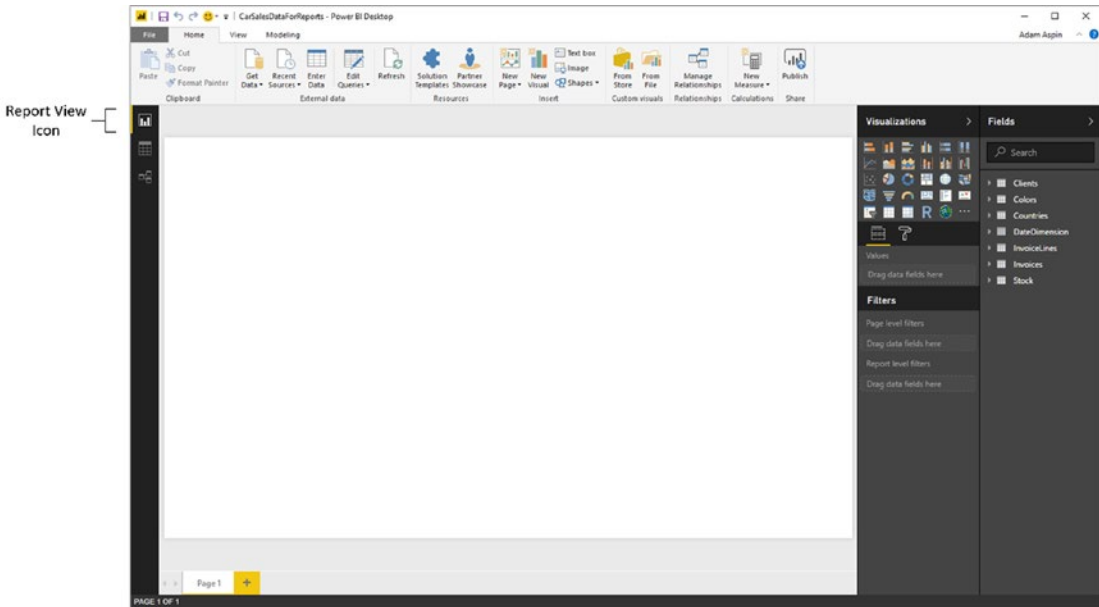 CarSalesDataForReports - Power BI Desktop
File Home View Modeling Adam Aspin
Paste
Cut
Copy
Format Painter
Clipboard
Get Data
Recent Sources
Enter Data
Edit Queries
Refresh
External data
Solution Templates
Partner Showcase
Resources
New Page
New Visual
Text box
Image
Shapes
Insert
From Store
From File
Custom visuals
Manage Relationships
Relationships
New Measure
Calculations
Publish
Share
Report View
Icon
Visualizations
R
Values
Drag data fields here
Filters
Page level filters
Drag data fields here
Report level filters
Drag data fields here
Fields
Search
Clients
Colors
Countries
DateDimension
InvoiceLines
Invoices
Stock
Page 1
PAGE 1 OF 1